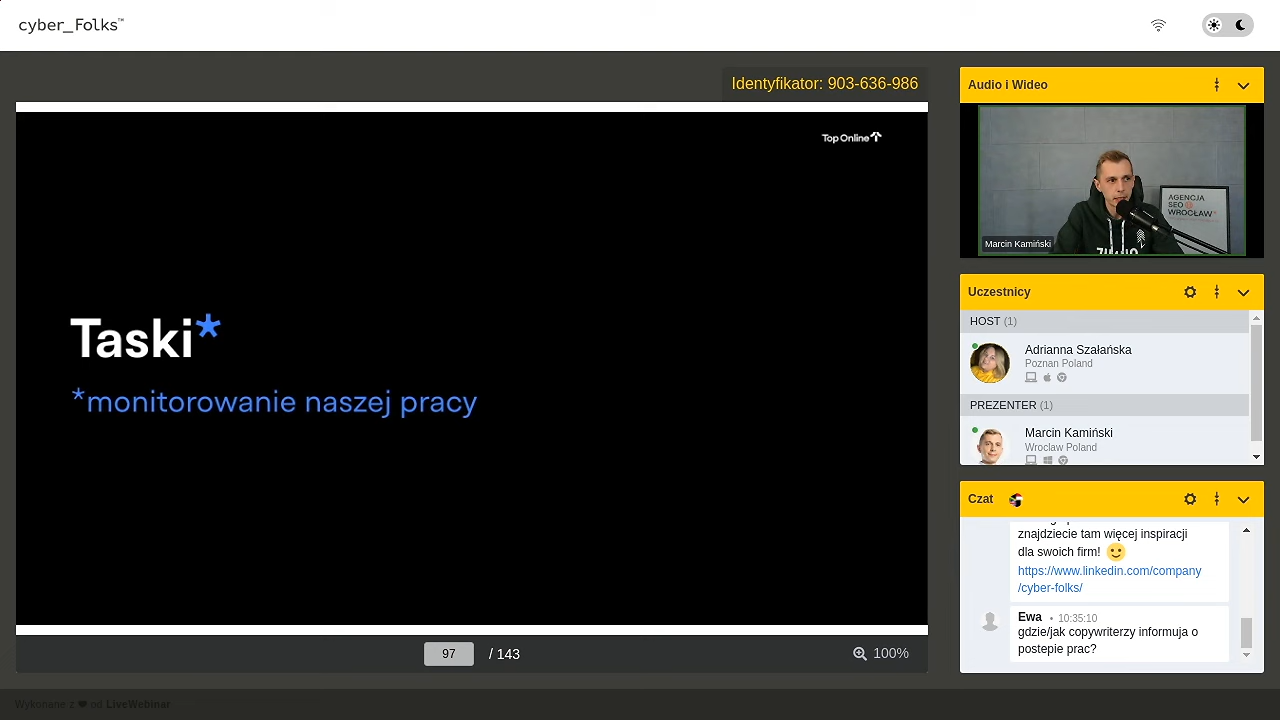 cyber_Folks™
Identyfikator: 903-636-986
Top Online
Taski*
*monitorowanie naszej pracy
97 / 143
100%
Audio i Wideo
AGENCJA
SEO
WROCŁAW
Marcin Kamiński
Uczestnicy
HOST (1)
Adrianna Szałańska
Poznan Poland
PREZENTER (1)
Marcin Kamiński
Wroclaw Poland
Czat
znajdziecie tam więcej inspiracji
dla swoich firm!
https://www.linkedin.com/company
/cyber-folks/
Ewa • 10:35:10
gdzie/jak copywriterzy informuja o
postepie prac?
Wykonane z ❤ od LiveWebinar